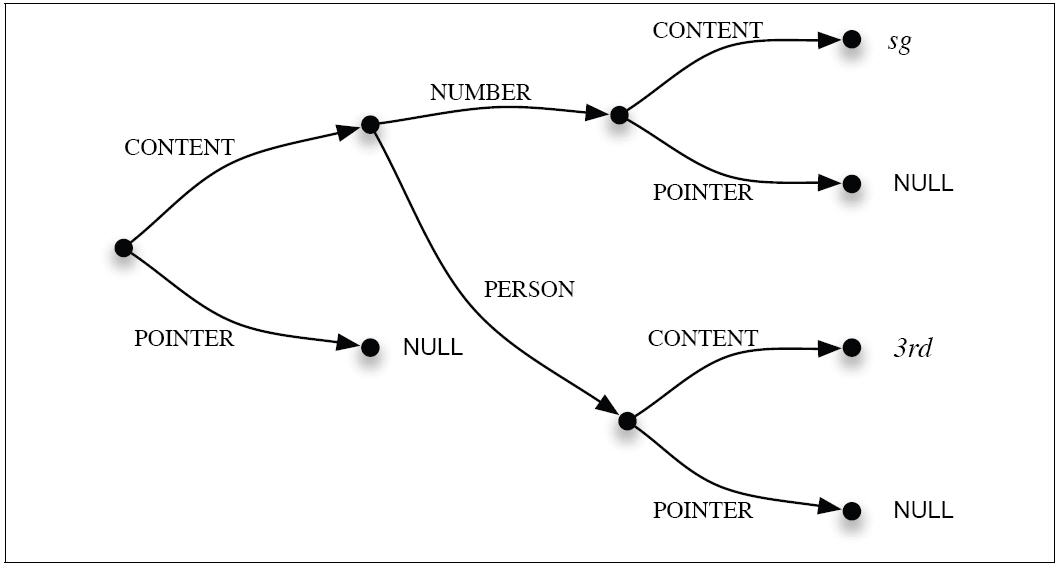 CONTENT
sg
NUMBER
CONTENT
POINTER
NULL
PERSON
POINTER
NULL
CONTENT
3rd
POINTER
NULL